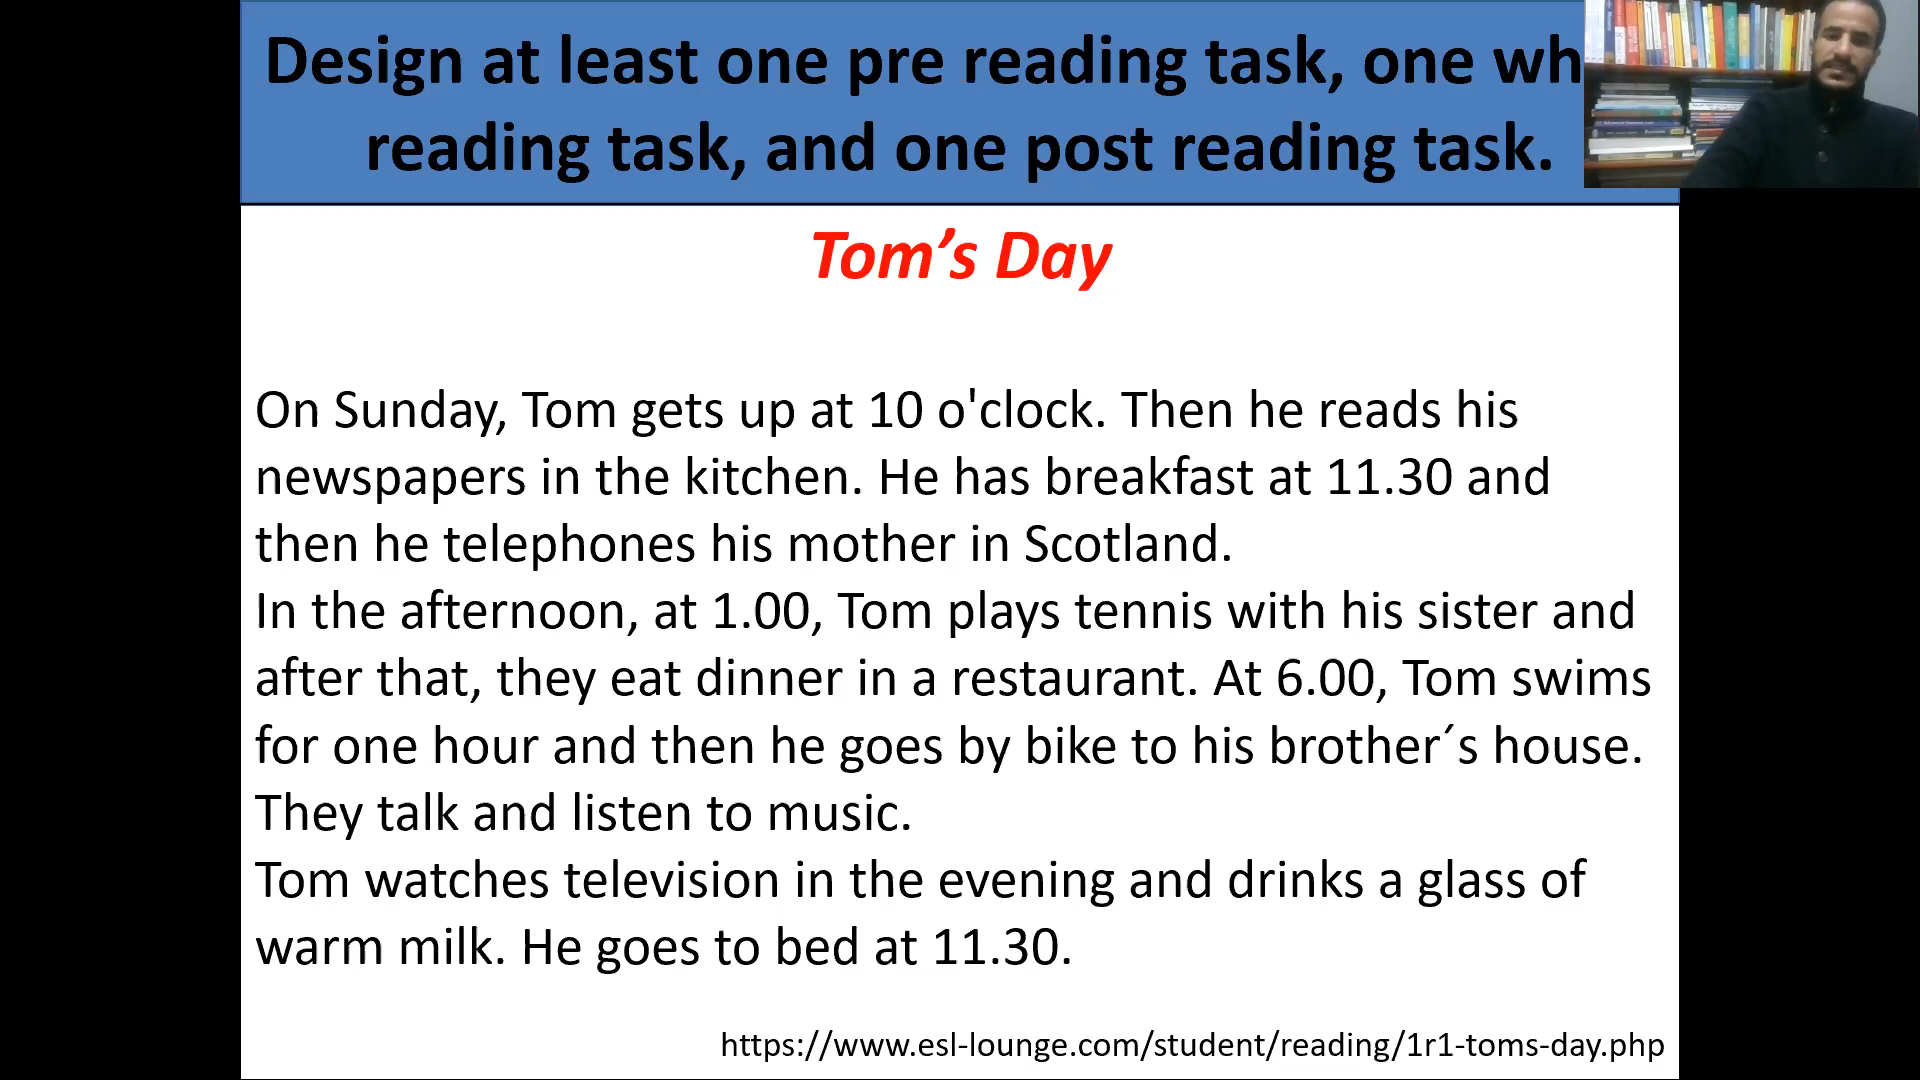 Design at least one pre reading task, one wh
reading task, and one post reading task.
Tom’s Day
On Sunday, Tom gets up at 10 o'clock. Then he reads his
newspapers in the kitchen. He has breakfast at 11.30 and
then he telephones his mother in Scotland.
In the afternoon, at 1.00, Tom plays tennis with his sister and
after that, they eat dinner in a restaurant. At 6.00, Tom swims
for one hour and then he goes by bike to his brother´s house.
They talk and listen to music.
Tom watches television in the evening and drinks a glass of
warm milk. He goes to bed at 11.30.
https://www.esl-lounge.com/student/reading/1r1-toms-day.php